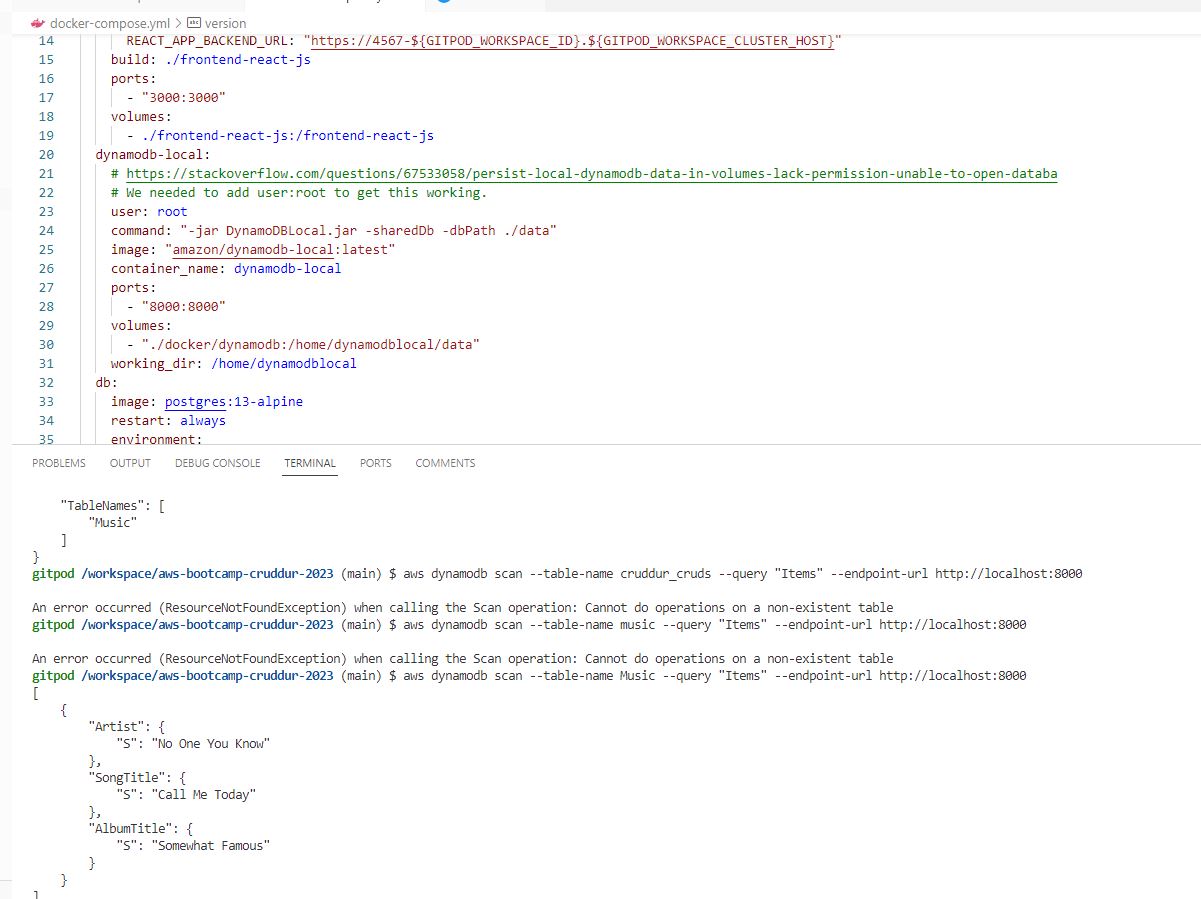 docker-compose.yml > version
14 REACT_APP_BACKEND_URL: "https://4567-${GITPOD_WORKSPACE_ID}.${GITPOD_WORKSPACE_CLUSTER_HOST}"
15 build: ./frontend-react-js
16 ports:
17 - "3000:3000"
18 volumes:
19 - ./frontend-react-js:/frontend-react-js
20 dynamodb-local:
21 # https://stackoverflow.com/questions/67533058/persist-local-dynamodb-data-in-volumes-lack-permission-unable-to-open-databa
22 # We needed to add user:root to get this working.
23 user: root
24 command: "-jar DynamoDBLocal.jar -sharedDb -dbPath ./data"
25 image: "amazon/dynamodb-local:latest"
26 container_name: dynamodb-local
27 ports:
28 - "8000:8000"
29 volumes:
30 - "./docker/dynamodb:/home/dynamodblocal/data"
31 working_dir: /home/dynamodblocal
32 db:
33 image: postgres:13-alpine
34 restart: always
35 environment:
PROBLEMS OUTPUT DEBUG CONSOLE TERMINAL PORTS COMMENTS
"TableNames": [
"Music"
]
}
gitpod /workspace/aws-bootcamp-cruddur-2023 (main) $ aws dynamodb scan --table-name cruddur_cruds --query "Items" --endpoint-url http://localhost:8000
An error occurred (ResourceNotFoundException) when calling the Scan operation: Cannot do operations on a non-existent table
gitpod /workspace/aws-bootcamp-cruddur-2023 (main) $ aws dynamodb scan --table-name music --query "Items" --endpoint-url http://localhost:8000
An error occurred (ResourceNotFoundException) when calling the Scan operation: Cannot do operations on a non-existent table
gitpod /workspace/aws-bootcamp-cruddur-2023 (main) $ aws dynamodb scan --table-name Music --query "Items" --endpoint-url http://localhost:8000
[
{
"Artist": {
"S": "No One You Know"
},
"SongTitle": {
"S": "Call Me Today"
},
"AlbumTitle": {
"S": "Somewhat Famous"
}
}
]